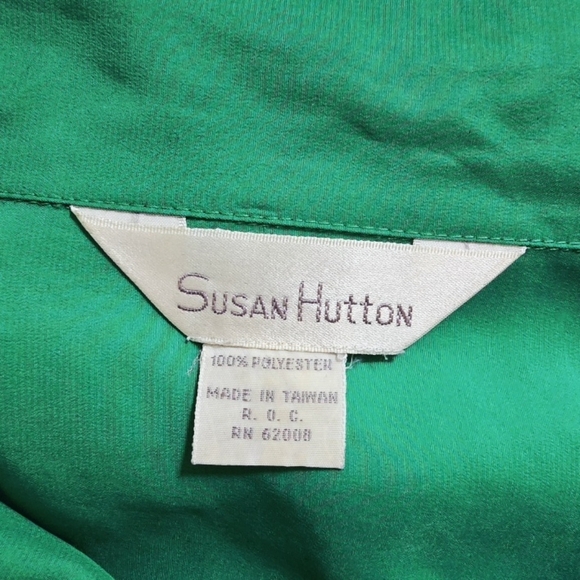 SUSAN HUTTON
100% POLYESTER
MADE IN TAIWAN
R. O. C.
RN 62008